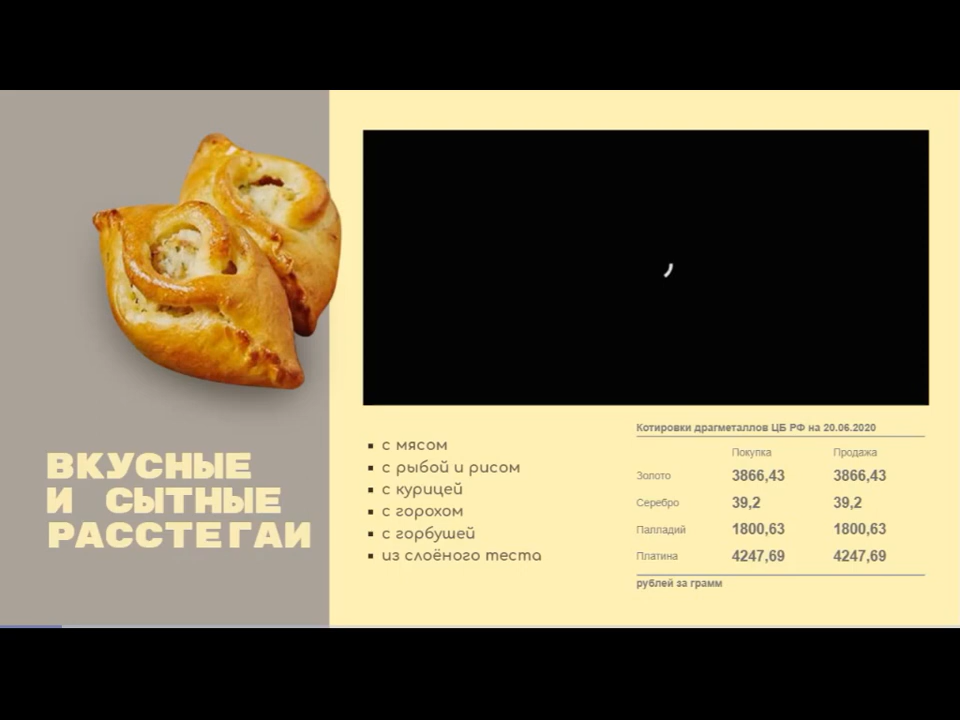 ВКУСНЫЕ
И СЫТНЫЕ
РАССТЕГАИ
с мясом
с рыбой и рисом
с курицей
с горохом
с горбушей
из слоёного теста
Котировки драгметаллов ЦБ РФ на 20.06.2020
Покупка Продажа
Золото 3866,43 3866,43
Серебро 39,2 39,2
Палладий 1800,63 1800,63
Платина 4247,69 4247,69
рублей за грамм